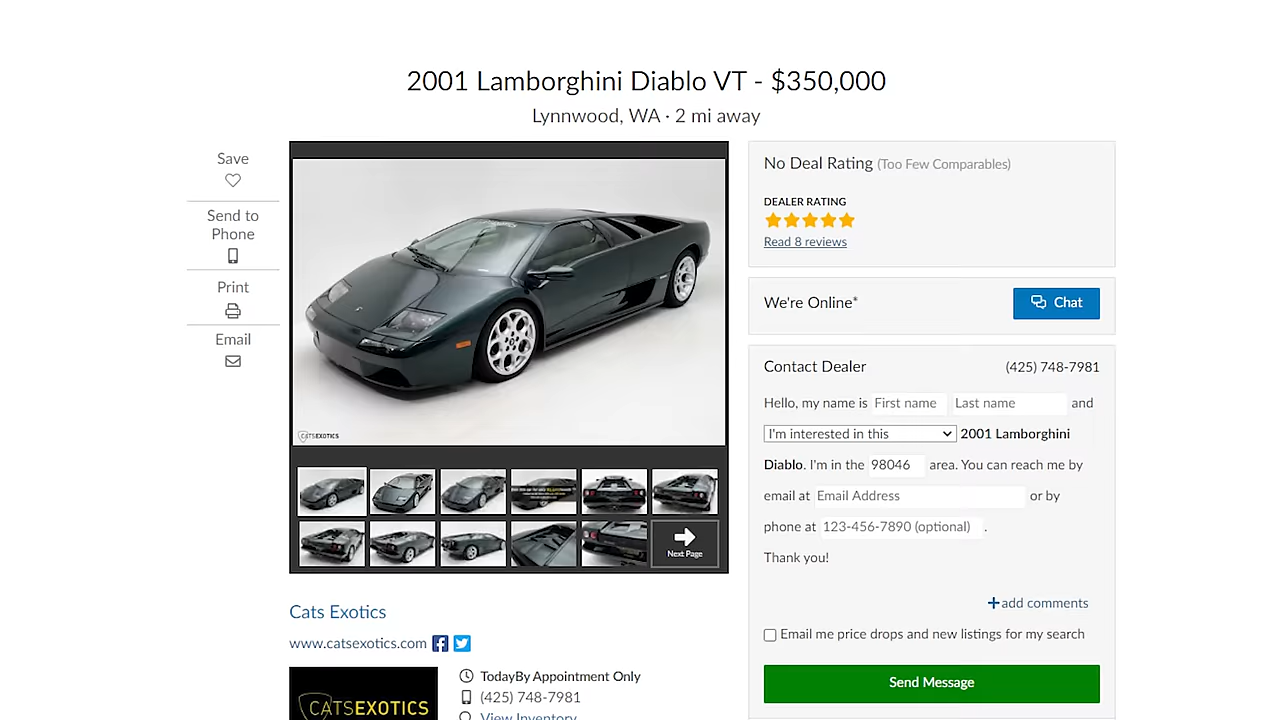 2001 Lamborghini Diablo VT - $350,000
Lynnwood, WA · 2 mi away
Save
Send to
Phone
Print
Email
CATSEXOTICS
Next Page
No Deal Rating (Too Few Comparables)
DEALER RATING
Read 8 reviews
We're Online*
Chat
Contact Dealer
(425) 748-7981
Hello, my name is First name Last name and
I'm interested in this 2001 Lamborghini
Diablo. I'm in the 98046 area. You can reach me by
email at Email Address or by
phone at 123-456-7890 (optional) .
Thank you!
+add comments
Email me price drops and new listings for my search
Send Message
Cats Exotics
www.catsexotics.com
CATSEXOTICS
TodayBy Appointment Only
(425) 748-7981
View Inventory